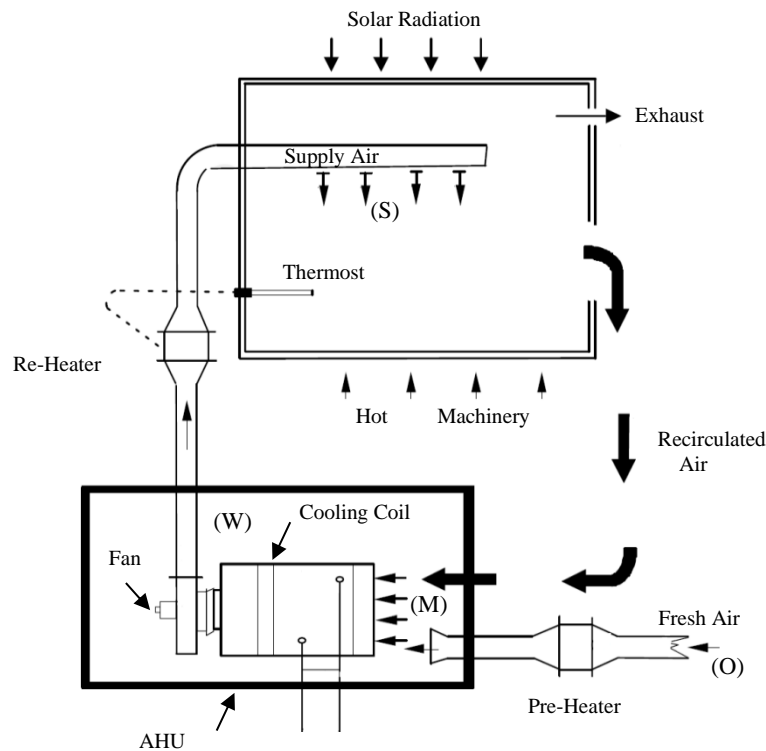 Solar Radiation
Exhaust
Supply Air
(S)
Thermost
Re-Heater
Hot Machinery
Recirculated
Air
(W)
Cooling Coil
Fan
(M)
Fresh Air
(O)
Pre-Heater
AHU